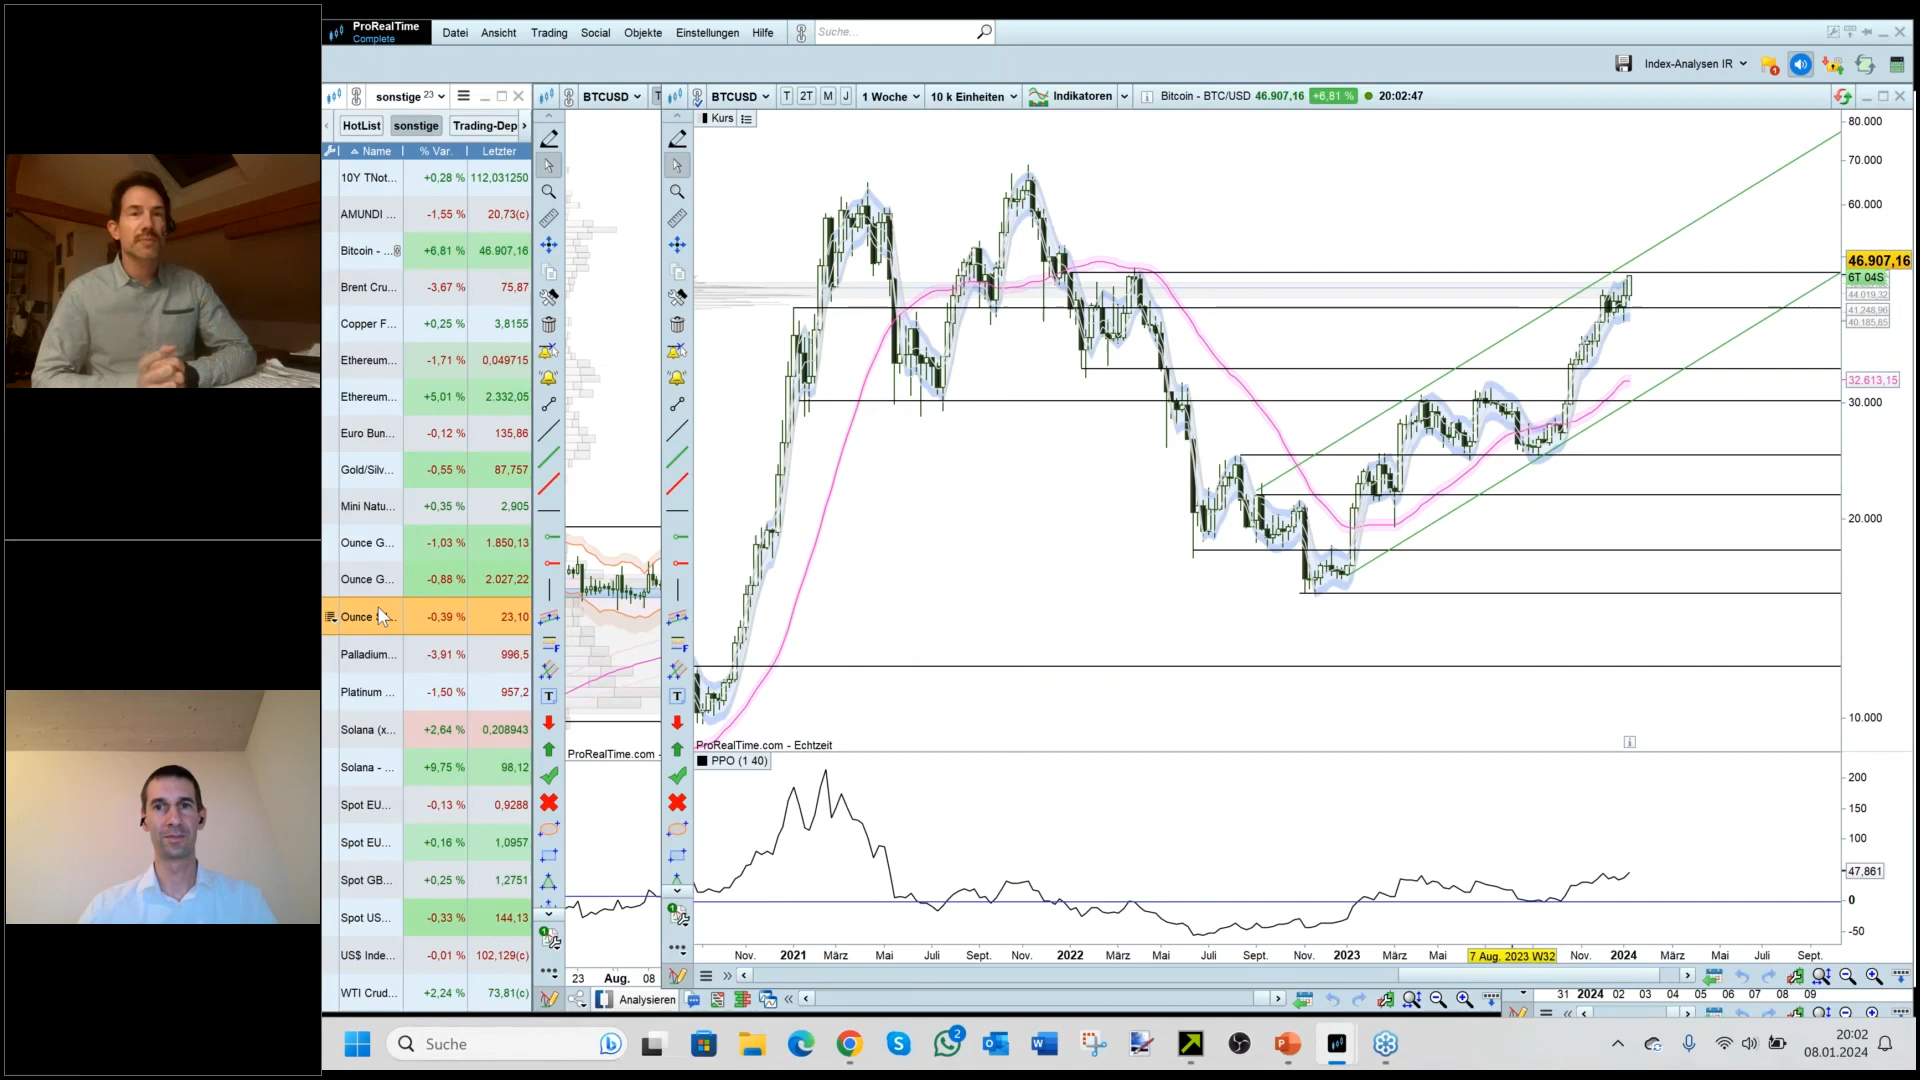 ProRealTime
Complete
Datei Ansicht Trading Social Objekte Einstellungen Hilfe Suche...
Index-Analysen IR
sonstige 23
BTCUSD T
BTCUSD T 2T M J 1 Woche 10 k Einheiten Indikatoren Bitcoin - BTC/USD 46.907,16 +6,81 % 20:02:47
HotList sonstige Trading-Dep
Kurs
Name % Var. Letzter
10Y TNot... +0,28 % 112,031250
AMUNDI ... -1,55 % 20,73(c)
Bitcoin - ... +6,81 % 46.907,16
Brent Cru... -3,67 % 75,87
Copper F... +0,25 % 3,8155
Ethereum... -1,71 % 0,049715
Ethereum... +5,01 % 2.332,05
Euro Bun... -0,12 % 135,86
Gold/Silv... -0,55 % 87,757
Mini Natu... +0,35 % 2,905
Ounce G... -1,03 % 1.850,13
Ounce G... -0,88 % 2.027,22
Ounce -0,39 % 23,10
Palladium... -3,91 % 996,5
Platinum ... -1,50 % 957,2
Solana (x... +2,64 % 0,208943
Solana - ... +9,75 % 98,12
Spot EU... -0,13 % 0,9288
Spot EU... +0,16 % 1,0957
Spot GB... +0,25 % 1,2751
Spot US... -0,33 % 144,13
US$ Inde... -0,01 % 102,129(c)
WTI Crud... +2,24 % 73,81(c)
80.000
70.000
60.000
46.907,16
6T 04S
44.019,32
41.248,96
40.185,85
32.613,15
30.000
20.000
10.000
ProRealTime.com -
ProRealTime.com - Echtzeit
PPO (1 40)
200
150
100
47,861
0
-50
Nov. 2021 März Mai Juli Sept. Nov. 2022 März Mai Juli Sept. Nov. 2023 März Mai 7 Aug. 2023 W32 Nov. 2024 März Mai Juli Sept.
23 Aug. 08
Analysieren
31 2024 02 03 04 05 06 07 08 09
Suche
2
20:02
08.01.2024